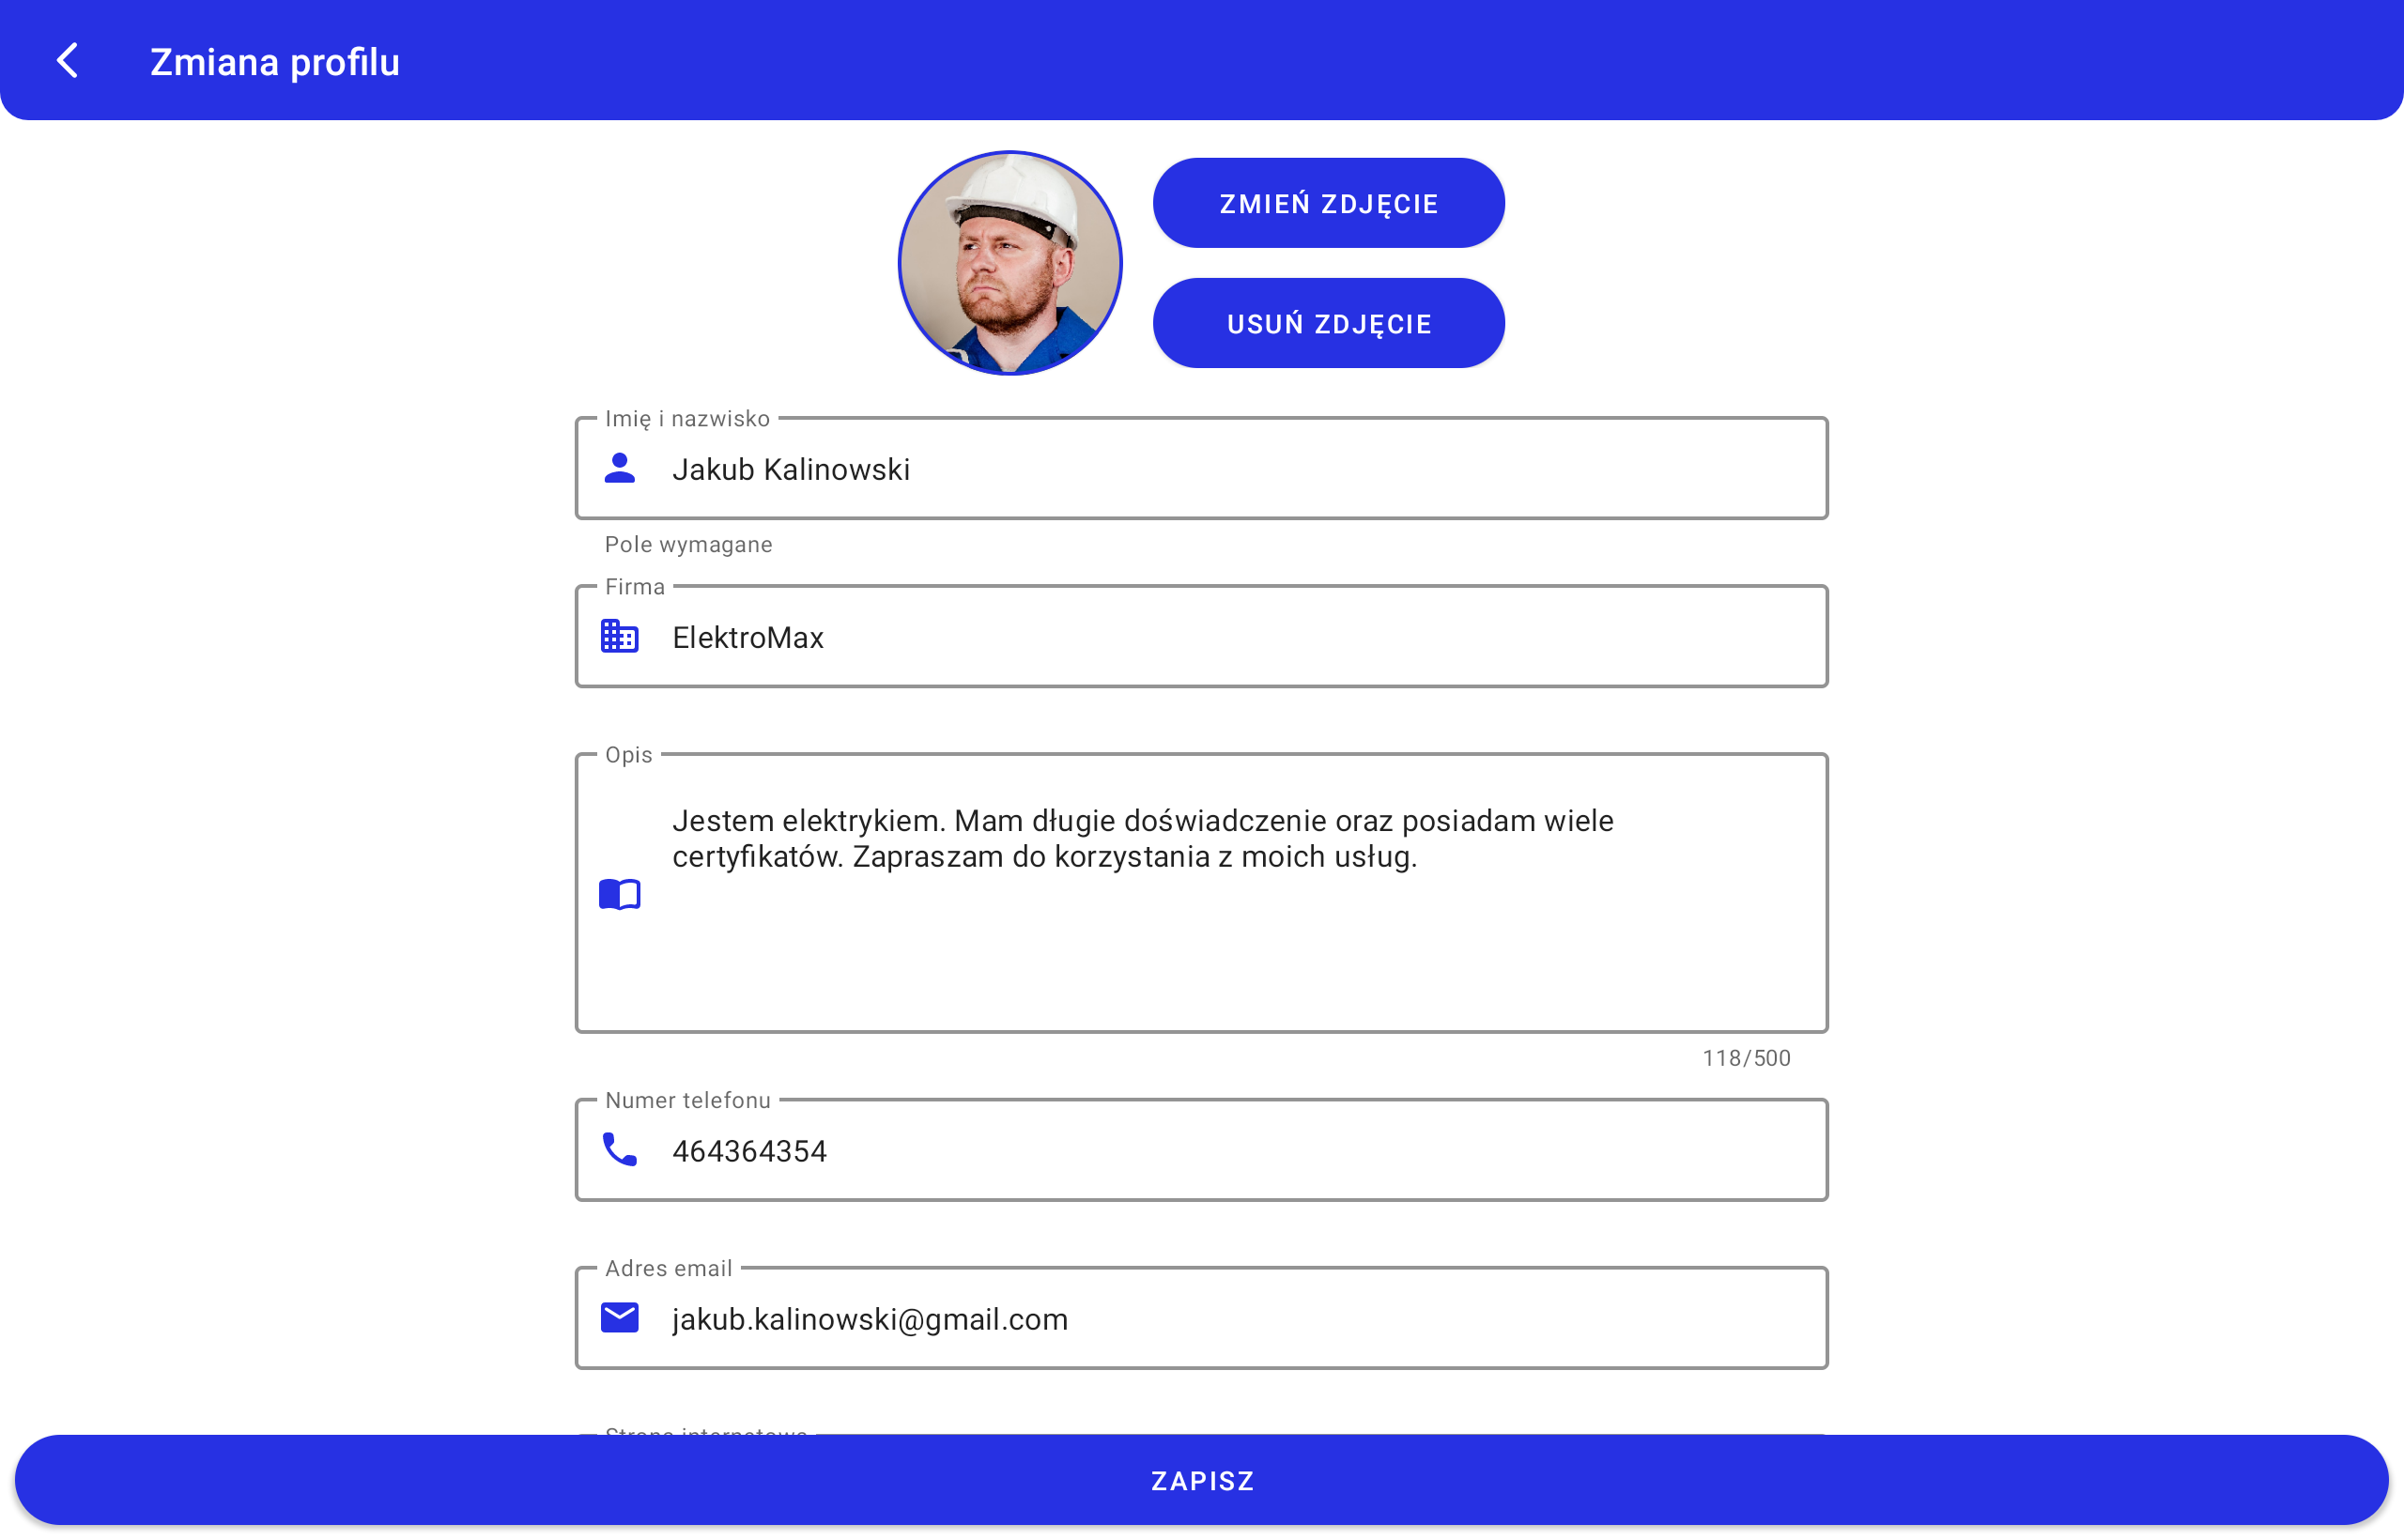 Zmiana profilu
ZMIEŃ ZDJĘCIE
USUŃ ZDJĘCIE
Imię i nazwisko
Jakub Kalinowski
Pole wymagane
Firma
ElektroMax
Opis
Jestem elektrykiem. Mam długie doświadczenie oraz posiadam wiele
certyfikatów. Zapraszam do korzystania z moich usług.
118/500
Numer telefonu
464364354
Adres email
jakub.kalinowski@gmail.com
Strona internetowa
ZAPISZ